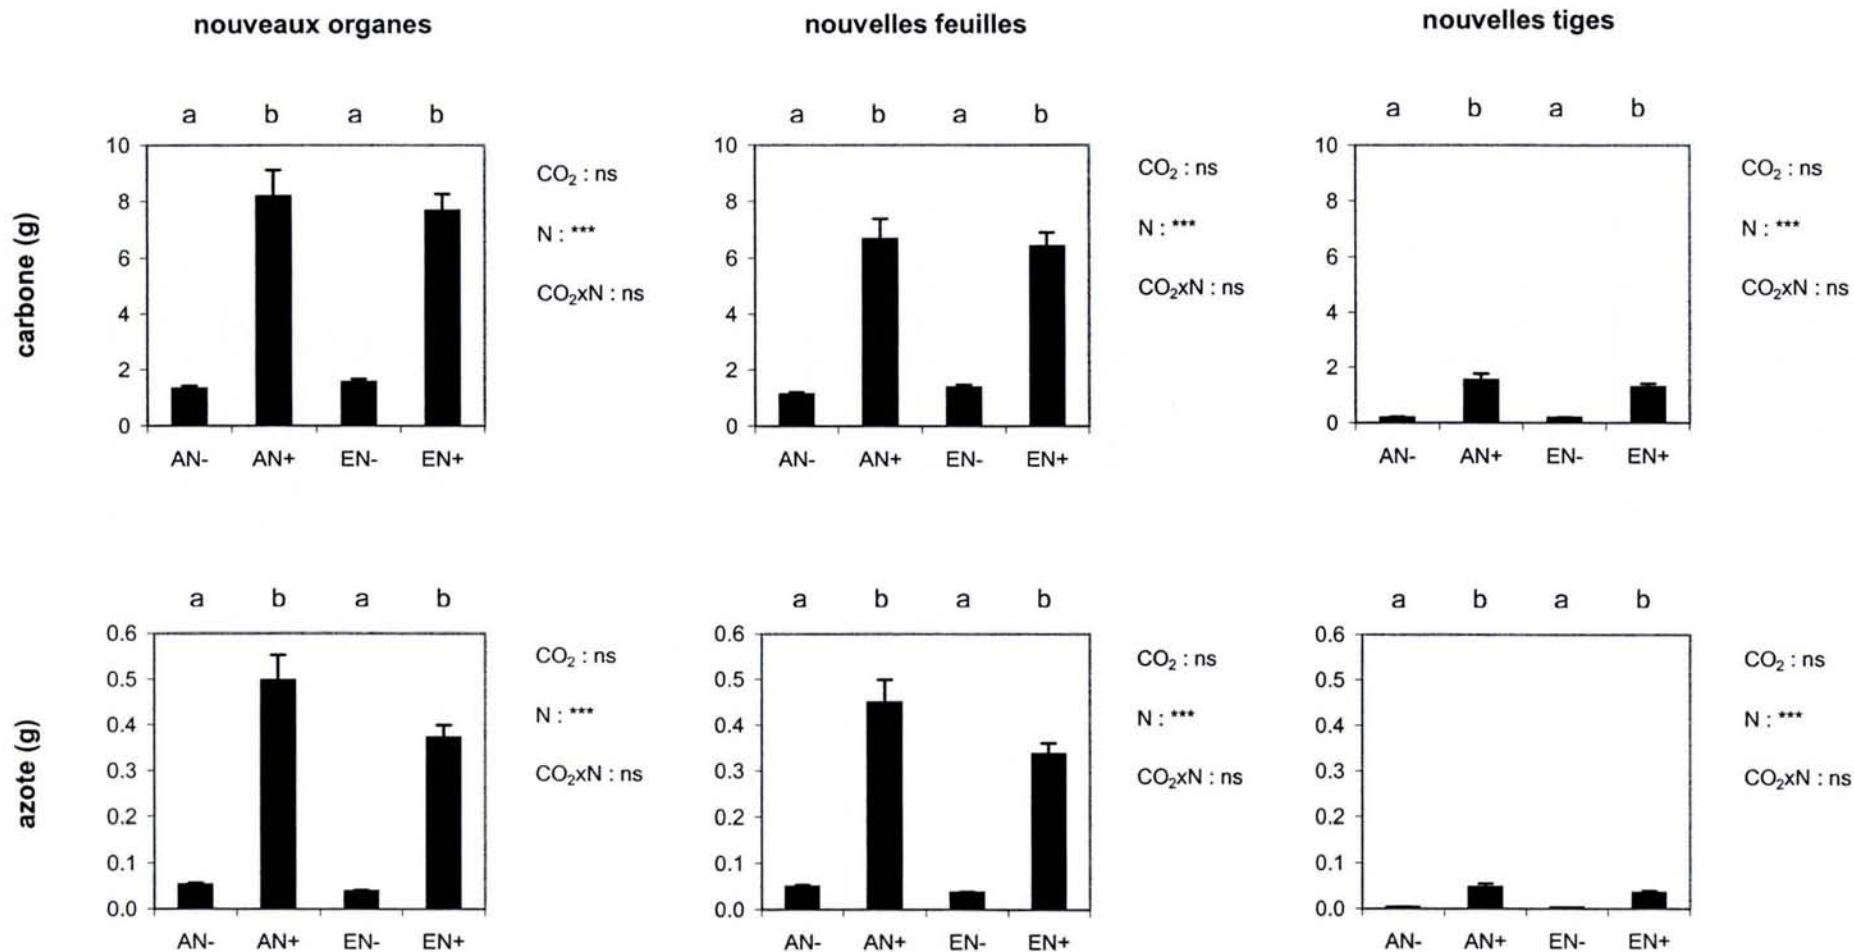 nouveaux organes
nouvelles feuilles
nouvelles tiges
carbone (g)
a b a b
10
8
6
4
2
0
AN- AN+ EN- EN+
CO₂ : ns
N : ***
CO₂xN : ns
a b a b
10
8
6
4
2
0
AN- AN+ EN- EN+
CO₂ : ns
N : ***
CO₂xN : ns
a b a b
10
8
6
4
2
0
AN- AN+ EN- EN+
CO₂ : ns
N : ***
CO₂xN : ns
azote (g)
a b a b
0.6
0.5
0.4
0.3
0.2
0.1
0.0
AN- AN+ EN- EN+
CO₂ : ns
N : ***
CO₂xN : ns
a b a b
0.6
0.5
0.4
0.3
0.2
0.1
0.0
AN- AN+ EN- EN+
CO₂ : ns
N : ***
CO₂xN : ns
a b a b
0.6
0.5
0.4
0.3
0.2
0.1
0.0
AN- AN+ EN- EN+
CO₂ : ns
N : ***
CO₂xN : ns